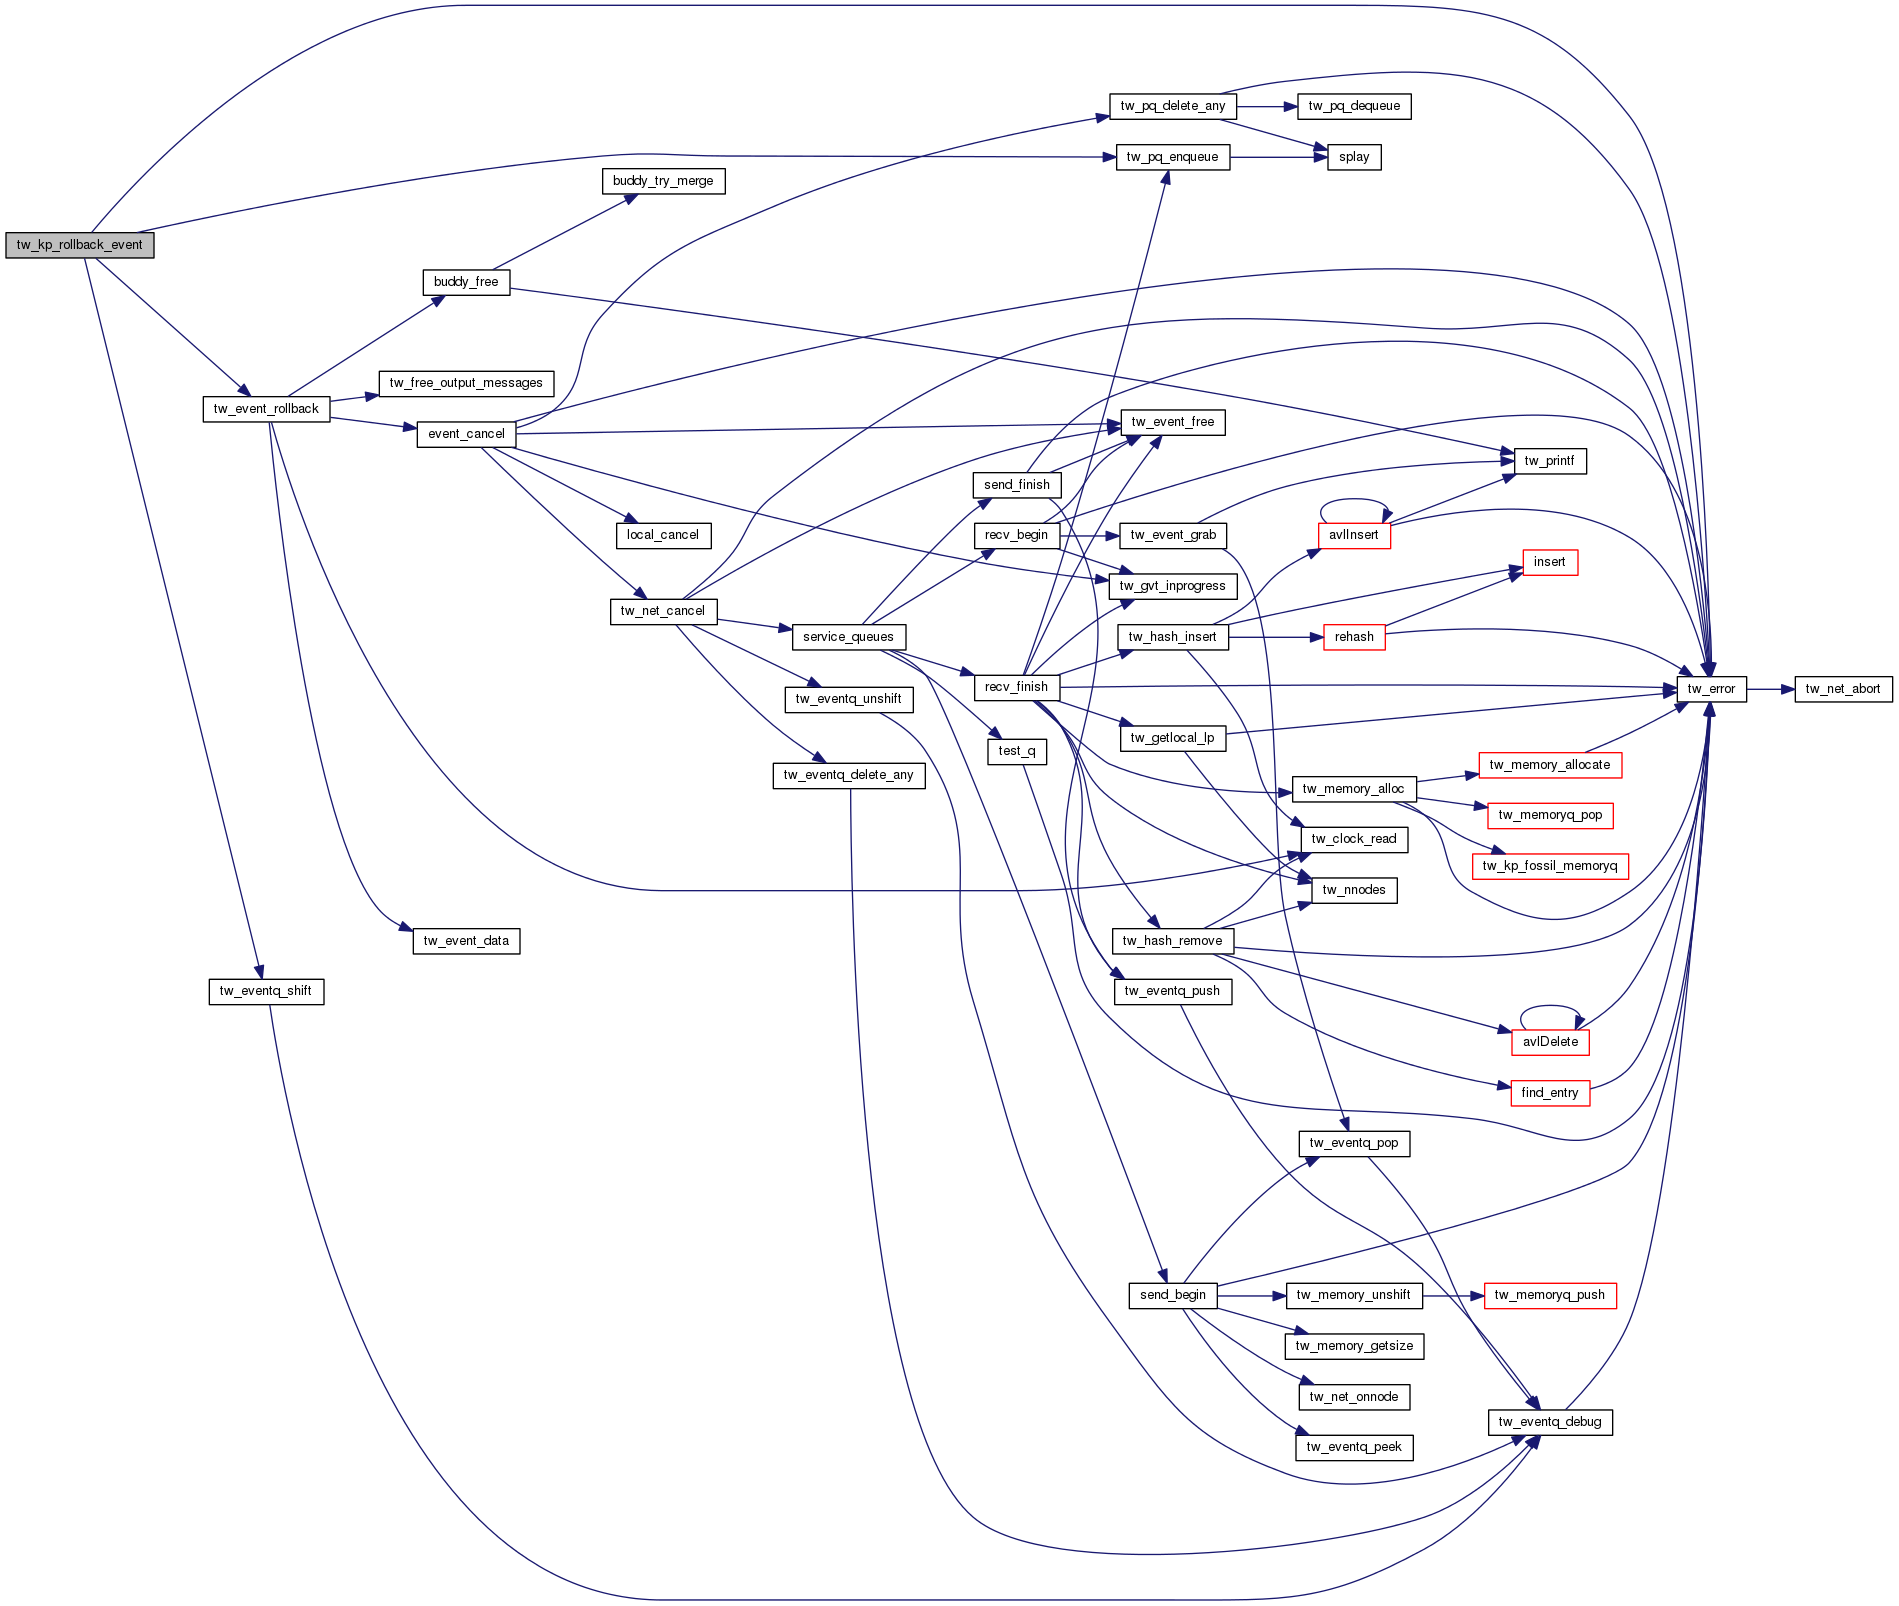 tw_pq_delete_any
tw_pq_dequeue
tw_pq_enqueue
splay
buddy_try_merge
tw_kp_rollback_event
buddy_free
tw_free_output_messages
tw_event_rollback
event_cancel
tw_event_free
tw_printf
send_finish
local_cancel
recv_begin
tw_event_grab
avlInsert
insert
tw_gvt_inprogress
tw_net_cancel
service_queues
tw_hash_insert
rehash
recv_finish
tw_error
tw_net_abort
tw_eventq_unshift
tw_getlocal_lp
test_q
tw_memory_allocate
tw_eventq_delete_any
tw_memory_alloc
tw_memoryq_pop
tw_clock_read
tw_kp_fossil_memoryq
tw_nnodes
tw_event_data
tw_hash_remove
tw_eventq_shift
tw_eventq_push
avlDelete
find_entry
tw_eventq_pop
send_begin
tw_memory_unshift
tw_memoryq_push
tw_memory_getsize
tw_net_onnode
tw_eventq_debug
tw_eventq_peek